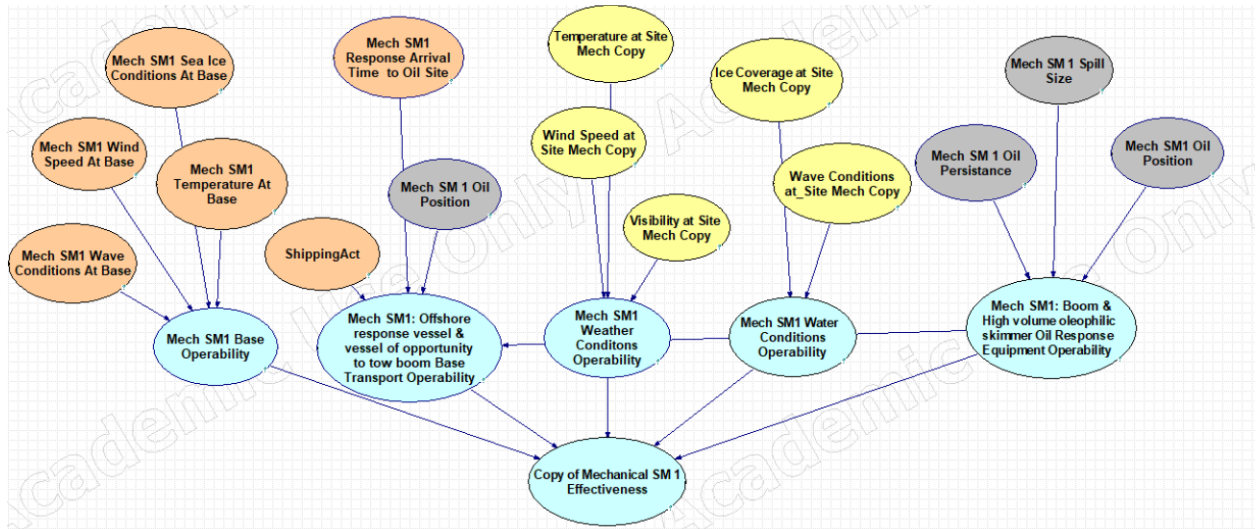 Mech SM1 Sea Ice
Conditions At Base
Mech SM1
Response Arrival
Time to Oil Site
Temperature at Site
Mech Copy
Ice Coverage at Site
Mech Copy
Mech SM 1 Spill
Size
Mech SM1 Wind
Speed At Base
Mech SM1
Temperature At
Base
Mech SM 1 Oil
Position
Wind Speed at
Site Mech Copy
Wave Conditions
at_Site Mech Copy
Mech SM 1 Oil
Persistance
Mech SM1 Oil
Position
Mech SM1 Wave
Conditions At Base
ShippingAct
Visibility at Site
Mech Copy
Mech SM1 Base
Operability
Mech SM1: Offshore
response vessel &
vessel of opportunity
to tow boom Base
Transport Operability
Mech SM1
Weather
Conditons
Operability
Mech SM1 Water
Conditions
Operability
Mech SM1: Boom &
High volume oleophilic
skimmer Oil Response
Equipment Operability
Copy of Mechanical SM 1
Effectiveness
Academic Use Only
Academic Use Only
Academic